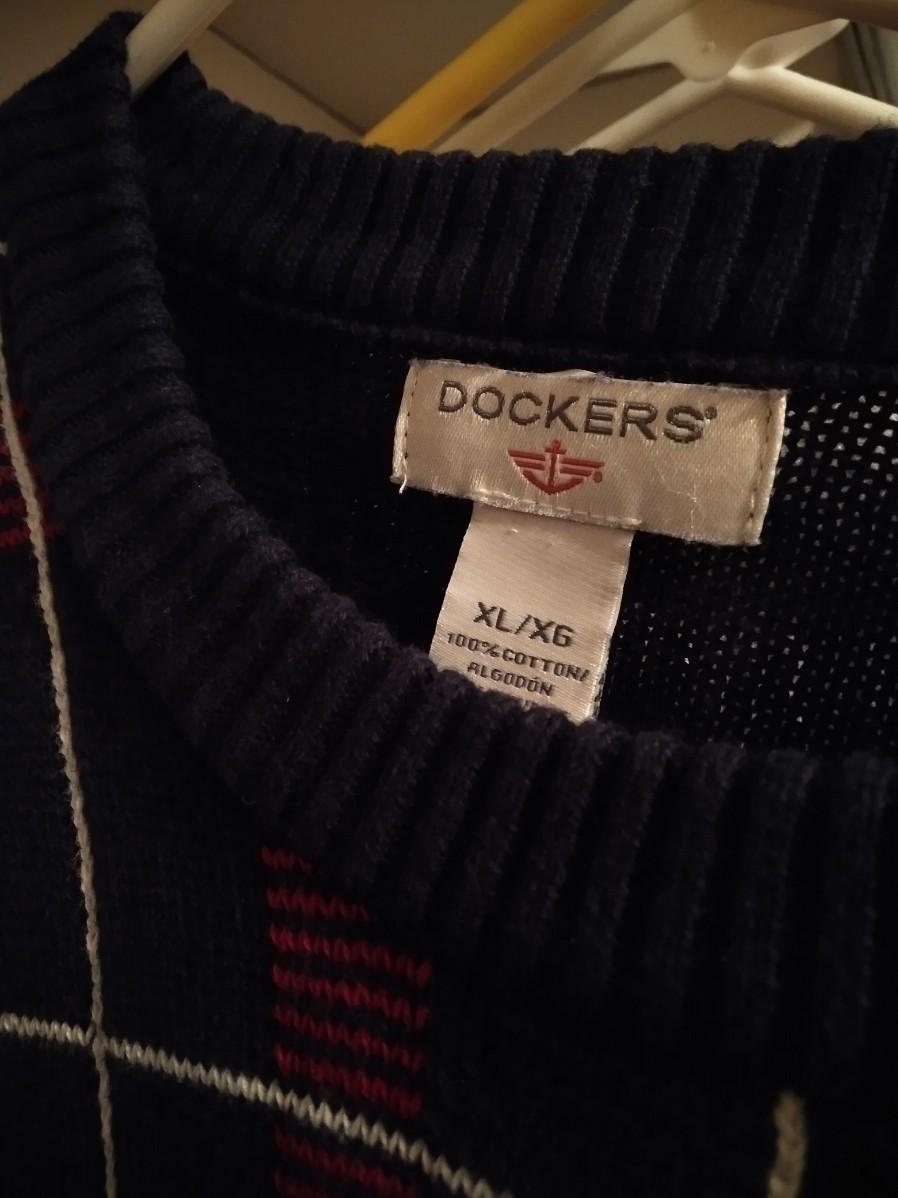 DOCKERS®
XL/XG
100% COTTON/
ALGODÓN